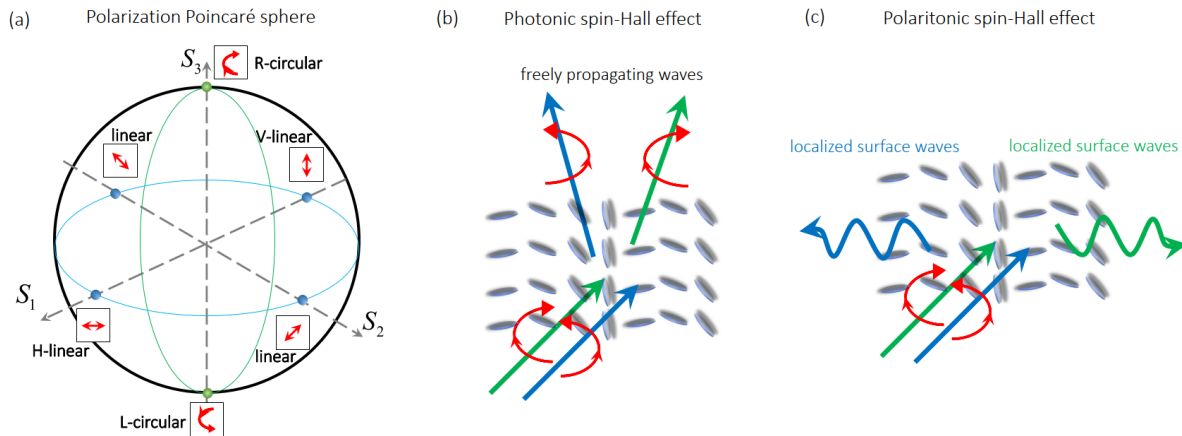 (a)
Polarization Poincaré sphere
S₃
R-circular
linear
V-linear
S₁
S₂
H-linear
linear
L-circular
(b)
Photonic spin-Hall effect
freely propagating waves
(c)
Polaritonic spin-Hall effect
localized surface waves
localized surface waves